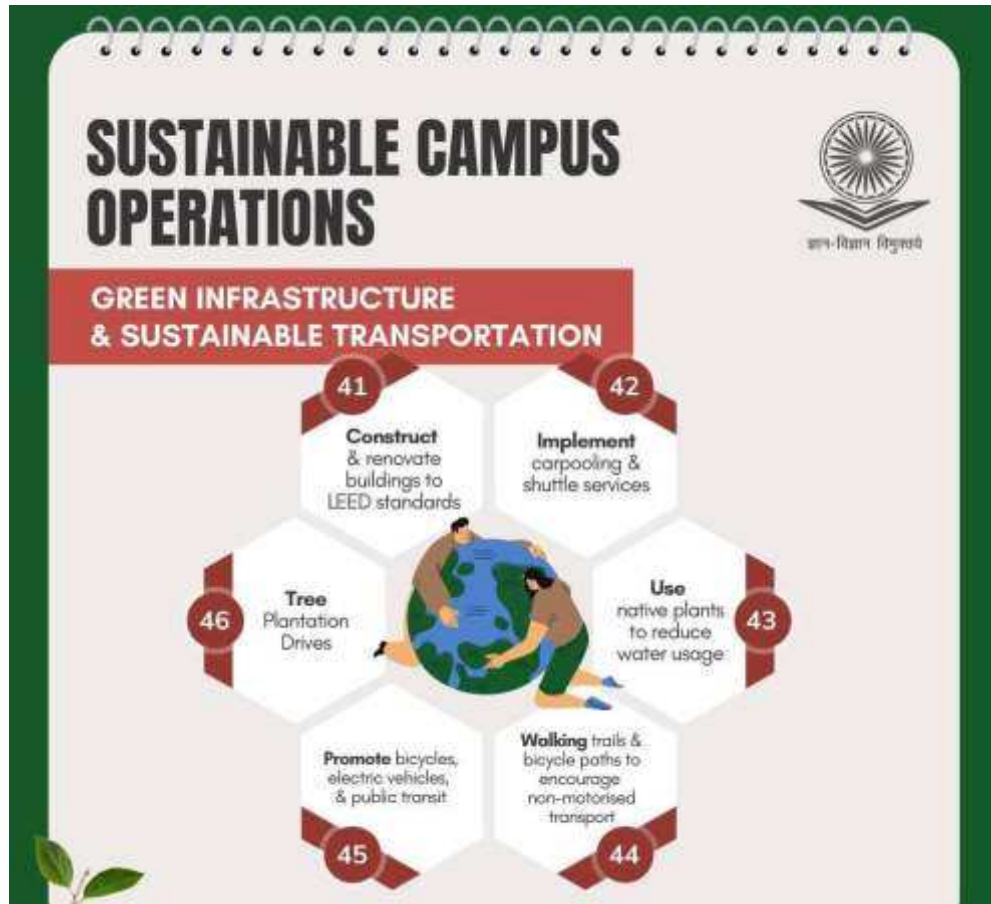 SUSTAINABLE CAMPUS
OPERATIONS
ज्ञान-विज्ञान विमुक्तये
GREEN INFRASTRUCTURE
& SUSTAINABLE TRANSPORTATION
41
Construct
& renovate
buildings to
LEED standards
42
Implement
carpooling &
shuttle services
Use
native plants
to reduce
water usage
43
Walking trails &
bicycle paths to
encourage
non-motorised
transport
44
Promote bicycles,
electric vehicles,
& public transit
45
46
Tree
Plantation
Drives